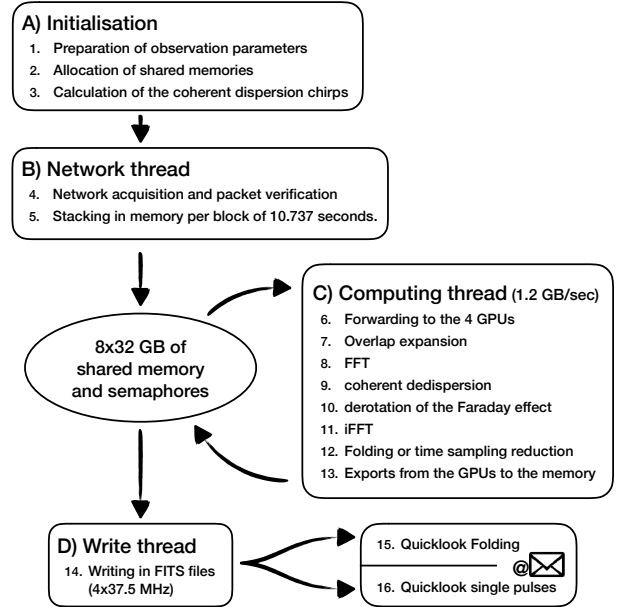 A) Initialisation
1. Preparation of observation parameters
2. Allocation of shared memories
3. Calculation of the coherent dispersion chirps
B) Network thread
4. Network acquisition and packet verification
5. Stacking in memory per block of 10.737 seconds.
8x32 GB of
shared memory
and semaphores
C) Computing thread (1.2 GB/sec)
6. Forwarding to the 4 GPUs
7. Overlap expansion
8. FFT
9. coherent dedispersion
10. derotation of the Faraday effect
11. iFFT
12. Folding or time sampling reduction
13. Exports from the GPUs to the memory
D) Write thread
14. Writing in FITS files
(4x37.5 MHz)
15. Quicklook Folding
@
16. Quicklook single pulses